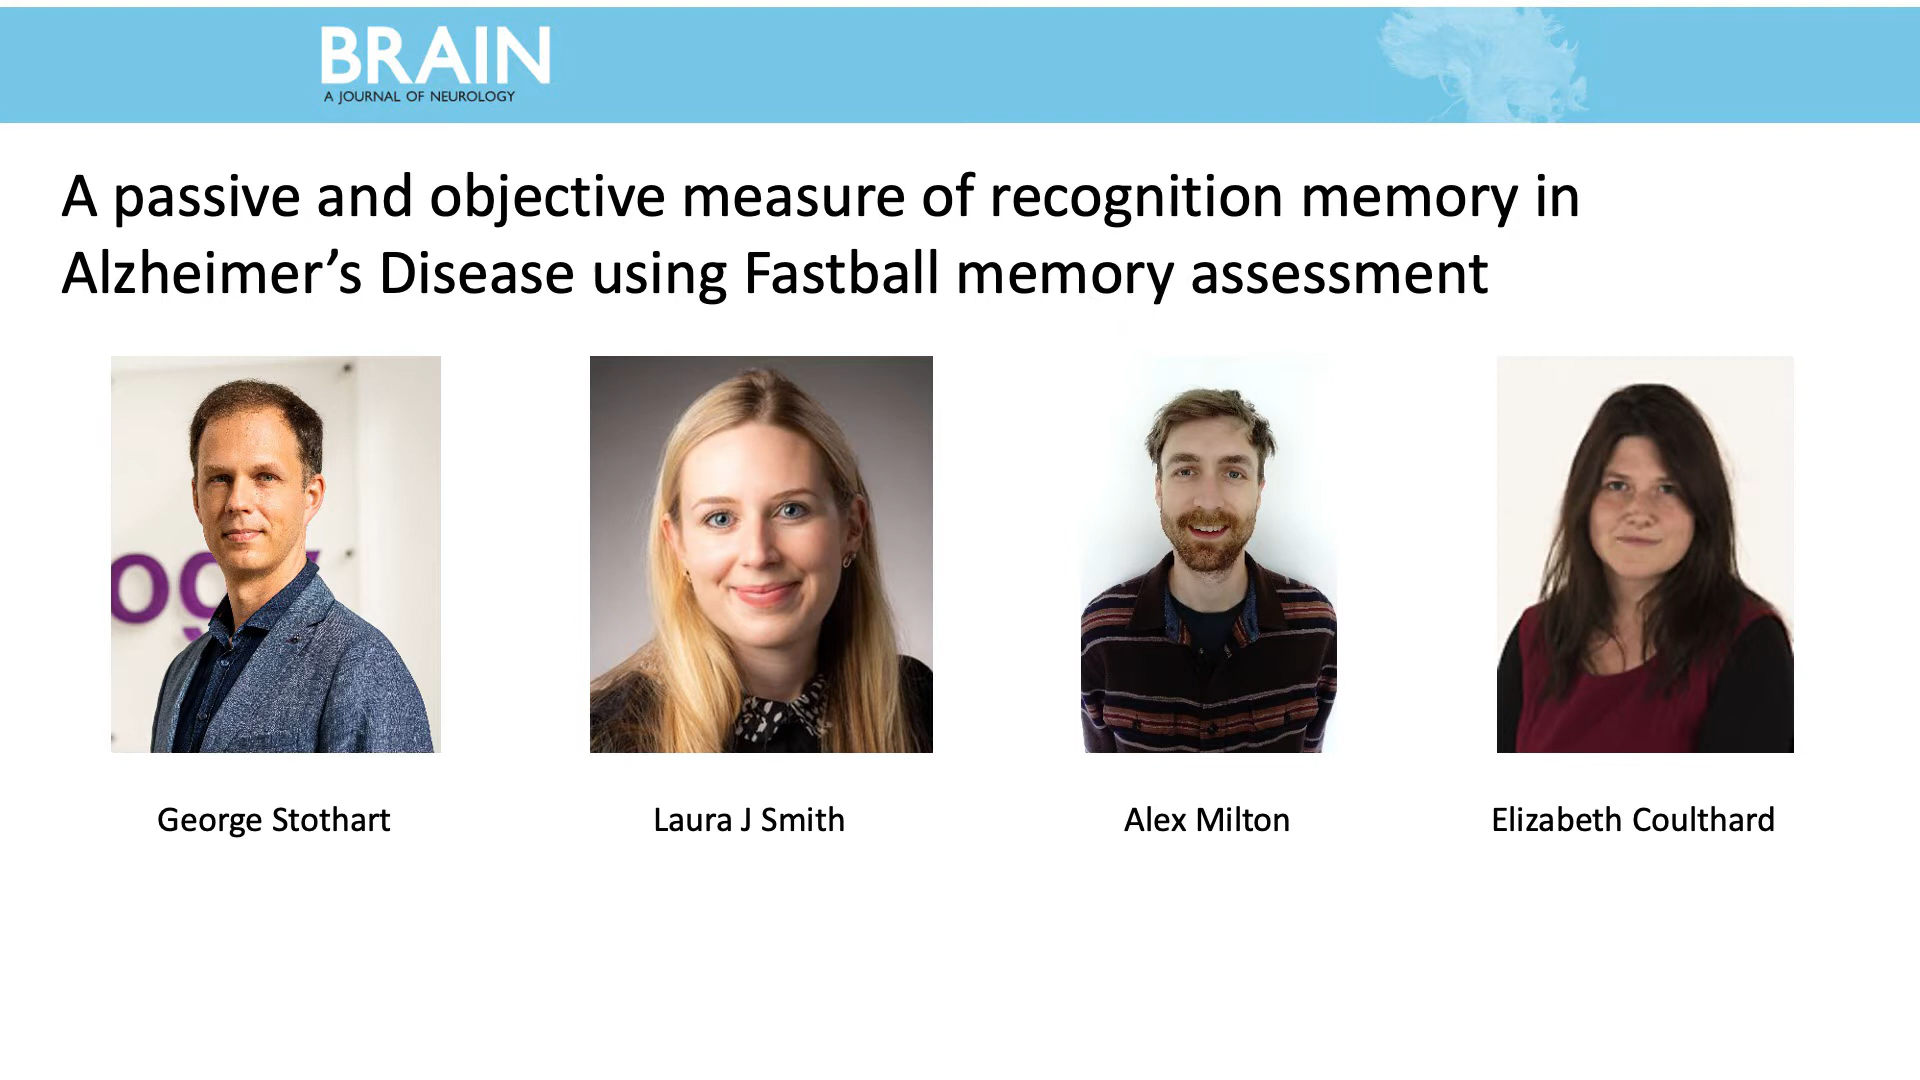 BRAIN
A JOURNAL OF NEUROLOGY
A passive and objective measure of recognition memory in
Alzheimer’s Disease using Fastball memory assessment
og
George Stothart
Laura J Smith
Alex Milton
Elizabeth Coulthard